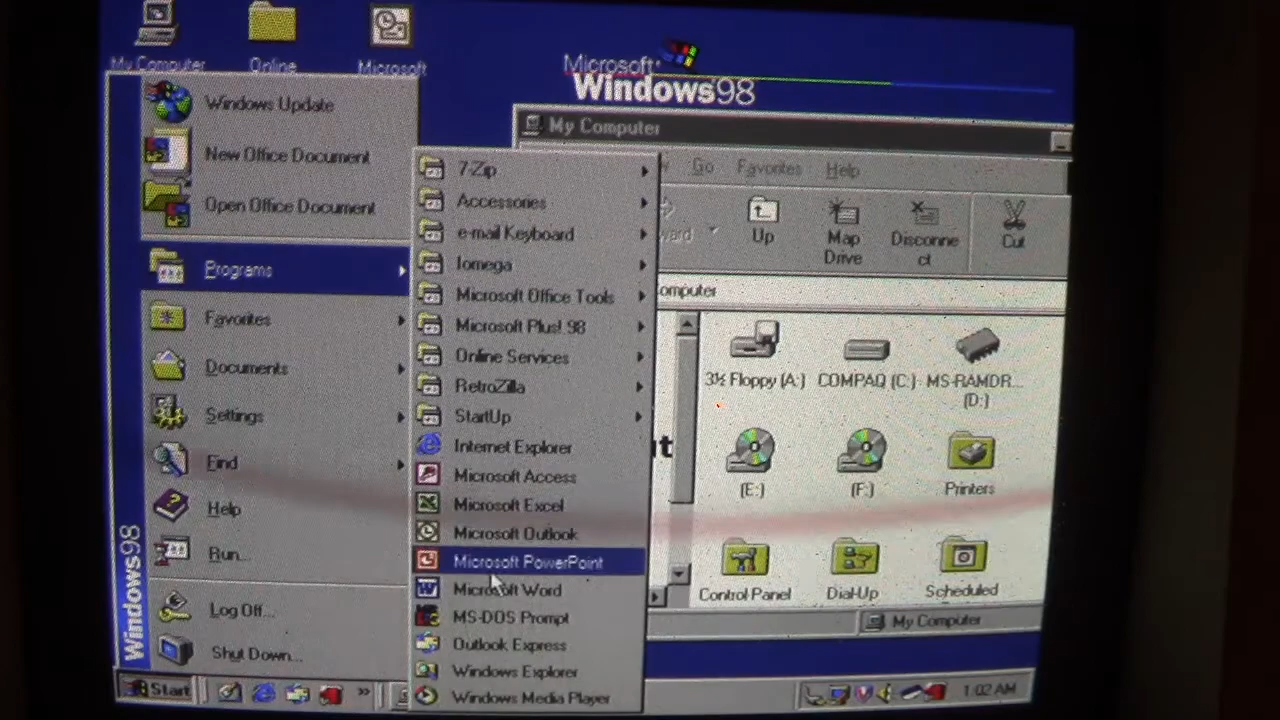 My Computer
Online
Microsoft
Microsoft
Windows98
Windows Update
New Office Document
Open Office Document
Programs
Favorites
Documents
Settings
Find
Help
Run...
Log Off...
Shut Down...
Windows98
7-Zip
Accessories
e-mail Keyboard
Iomega
Microsoft Office Tools
Microsoft Plus! 98
Online Services
RetroZilla
StartUp
Internet Explorer
Microsoft Access
Microsoft Excel
Microsoft Outlook
Microsoft PowerPoint
Microsoft Word
MS-DOS Prompt
Outlook Express
Windows Explorer
Windows Media Player
My Computer
Go Favorites Help
ward
Up
Map
Drive
Disconne
ct
Cut
omputer
3½ Floppy (A:)
COMPAQ (C:)
MS-RAMDR...
(D:)
(E:)
(F:)
Printers
Control Panel
Dial-Up
Scheduled
My Computer
Start
»
1:02 AM